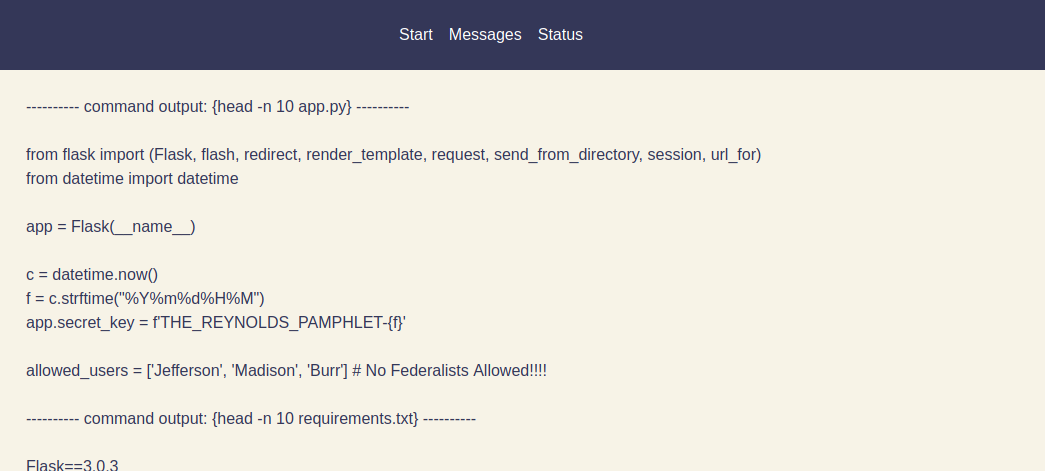 Start Messages Status
---------- command output: {head -n 10 app.py} ----------
from flask import (Flask, flash, redirect, render_template, request, send_from_directory, session, url_for)
from datetime import datetime
app = Flask(__name__)
c = datetime.now()
f = c.strftime("%Y%m%d%H%M")
app.secret_key = f'THE_REYNOLDS_PAMPHLET-{f}'
allowed_users = ['Jefferson', 'Madison', 'Burr'] # No Federalists Allowed!!!!
---------- command output: {head -n 10 requirements.txt} ----------
Flask==3.0.3